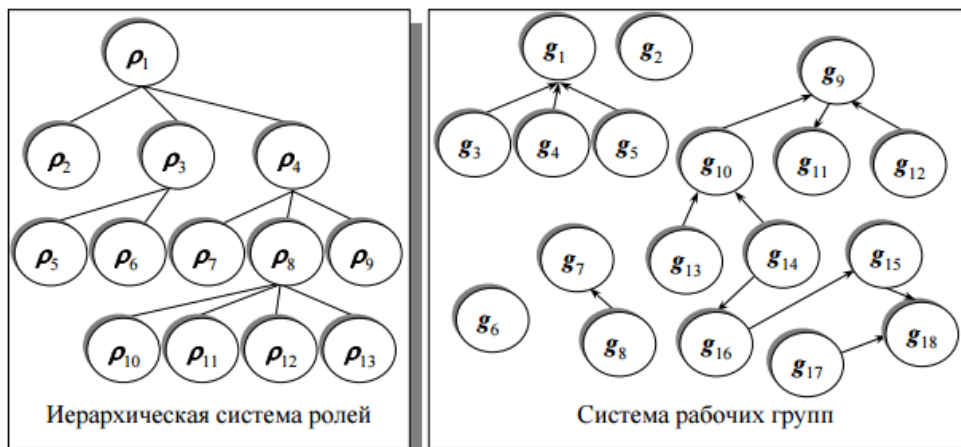 ρ1
ρ2 ρ3 ρ4
ρ5 ρ6 ρ7 ρ8 ρ9
ρ10 ρ11 ρ12 ρ13
Иерархическая система ролей
g1 g2
g9
g3 g4 g5
g10 g11 g12
g7 g13 g14 g15
g6 g8 g16 g17 g18
Система рабочих групп